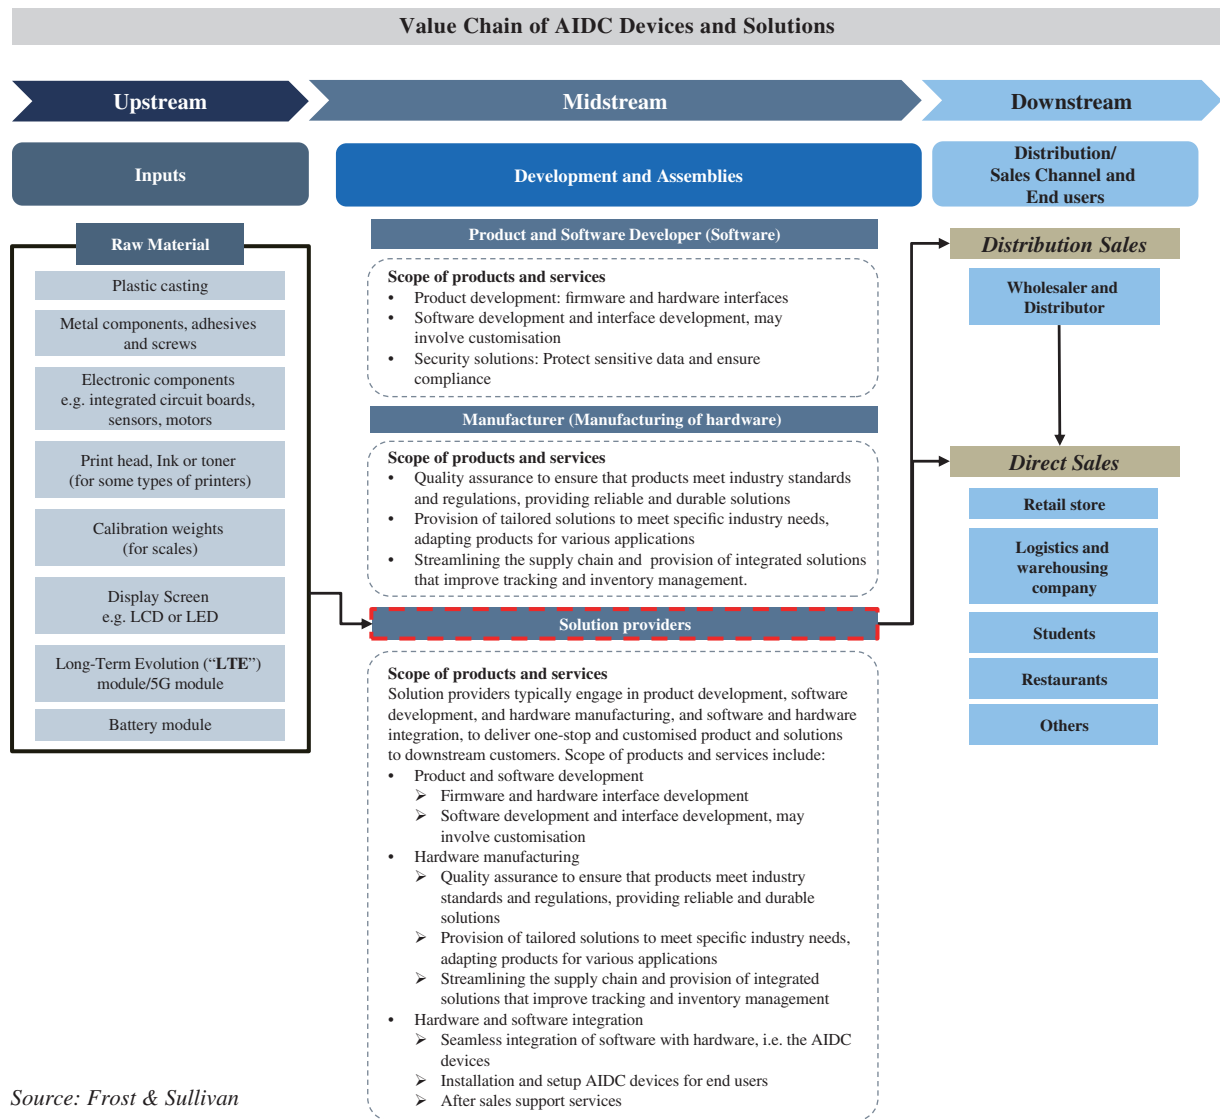 Value Chain of AIDC Devices and Solutions
Upstream
Midstream
Downstream
Inputs
Development and Assemblies
Distribution/
Sales Channel and
End users
Raw Material
Plastic casting
Metal components, adhesives
and screws
Electronic components
e.g. integrated circuit boards,
sensors, motors
Print head, Ink or toner
(for some types of printers)
Calibration weights
(for scales)
Display Screen
e.g. LCD or LED
Long-Term Evolution (“LTE”)
module/5G module
Battery module
Product and Software Developer (Software)
Scope of products and services
• Product development: firmware and hardware interfaces
• Software development and interface development, may
involve customisation
• Security solutions: Protect sensitive data and ensure
compliance
Manufacturer (Manufacturing of hardware)
Scope of products and services
• Quality assurance to ensure that products meet industry standards
and regulations, providing reliable and durable solutions
• Provision of tailored solutions to meet specific industry needs,
adapting products for various applications
• Streamlining the supply chain and provision of integrated solutions
that improve tracking and inventory management.
Solution providers
Scope of products and services
Solution providers typically engage in product development, software
development, and hardware manufacturing, and software and hardware
integration, to deliver one-stop and customised product and solutions
to downstream customers. Scope of products and services include:
• Product and software development
➢ Firmware and hardware interface development
➢ Software development and interface development, may
involve customisation
• Hardware manufacturing
➢ Quality assurance to ensure that products meet industry
standards and regulations, providing reliable and durable
solutions
➢ Provision of tailored solutions to meet specific industry needs,
adapting products for various applications
➢ Streamlining the supply chain and provision of integrated
solutions that improve tracking and inventory management
• Hardware and software integration
➢ Seamless integration of software with hardware, i.e. the AIDC
devices
➢ Installation and setup AIDC devices for end users
➢ After sales support services
Distribution Sales
Wholesaler and
Distributor
Direct Sales
Retail store
Logistics and
warehousing
company
Students
Restaurants
Others
Source: Frost & Sullivan